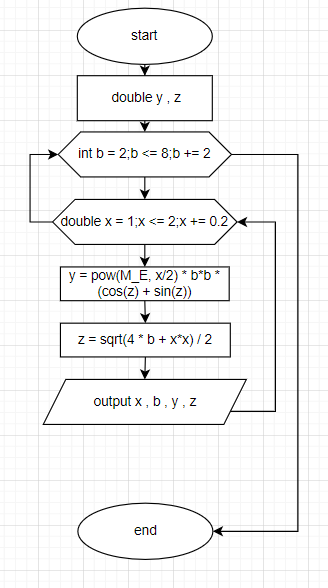 start
double y , z
int b = 2;b <= 8;b += 2
double x = 1;x <= 2;x += 0.2
y = pow(M_E, x/2) * b*b *
(cos(z) + sin(z))
z = sqrt(4 * b + x*x) / 2
output x , b , y , z
end